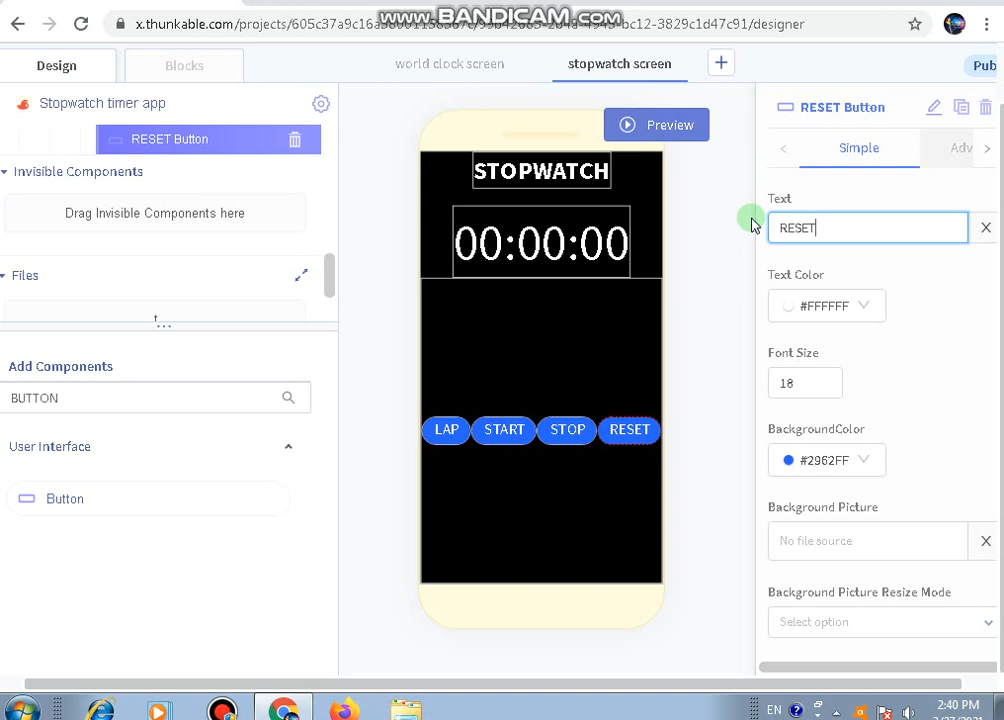 www.BANDICAM.com
x.thunkable.com/projects/
/designer
Design
Blocks
world clock screen
stopwatch screen
Pub
Stopwatch timer app
RESET Button
Invisible Components
Drag Invisible Components here
Files
Add Components
BUTTON
User Interface
Button
Preview
STOPWATCH
00:00:00
LAP
START
STOP
RESET
RESET Button
Simple
Adv
Text
RESET
X
Text Color
#FFFFFF
Font Size
18
BackgroundColor
#2962FF
Background Picture
No file source
X
Background Picture Resize Mode
Select option
EN
2:40 PM